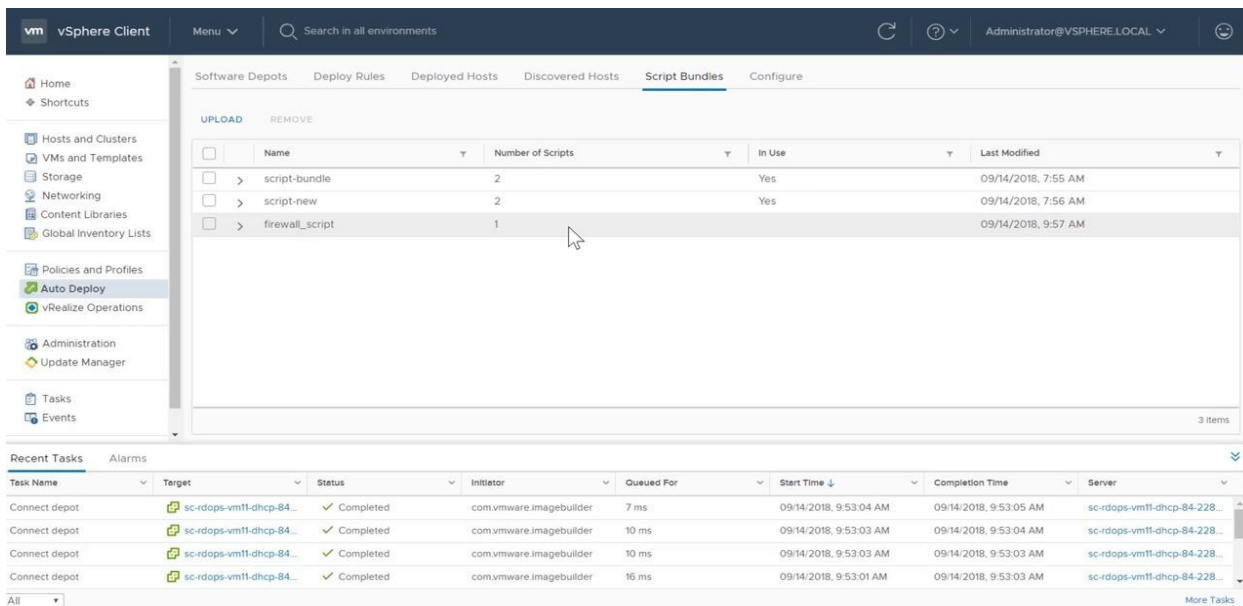 vm vSphere Client Menu Search in all environments Administrator@VSPHERE.LOCAL
Home
Shortcuts
Hosts and Clusters
VMs and Templates
Storage
Networking
Content Libraries
Global Inventory Lists
Policies and Profiles
Auto Deploy
vRealize Operations
Administration
Update Manager
Tasks
Events
Software Depots Deploy Rules Deployed Hosts Discovered Hosts Script Bundles Configure
UPLOAD REMOVE
Name Number of Scripts In Use Last Modified
script-bundle 2 Yes 09/14/2018, 7:55 AM
script-new 2 Yes 09/14/2018, 7:56 AM
firewall_script 1 09/14/2018, 9:57 AM
3 items
Recent Tasks Alarms
Task Name Target Status Initiator Queued For Start Time Completion Time Server
Connect depot sc-rdops-vm11-dhcp-84... Completed com.vmware.imagebuilder 7 ms 09/14/2018, 9:53:04 AM 09/14/2018, 9:53:05 AM sc-rdops-vm11-dhcp-84-228...
Connect depot sc-rdops-vm11-dhcp-84... Completed com.vmware.imagebuilder 10 ms 09/14/2018, 9:53:03 AM 09/14/2018, 9:53:04 AM sc-rdops-vm11-dhcp-84-228...
Connect depot sc-rdops-vm11-dhcp-84... Completed com.vmware.imagebuilder 10 ms 09/14/2018, 9:53:03 AM 09/14/2018, 9:53:03 AM sc-rdops-vm11-dhcp-84-228...
Connect depot sc-rdops-vm11-dhcp-84... Completed com.vmware.imagebuilder 16 ms 09/14/2018, 9:53:01 AM 09/14/2018, 9:53:03 AM sc-rdops-vm11-dhcp-84-228...
All More Tasks